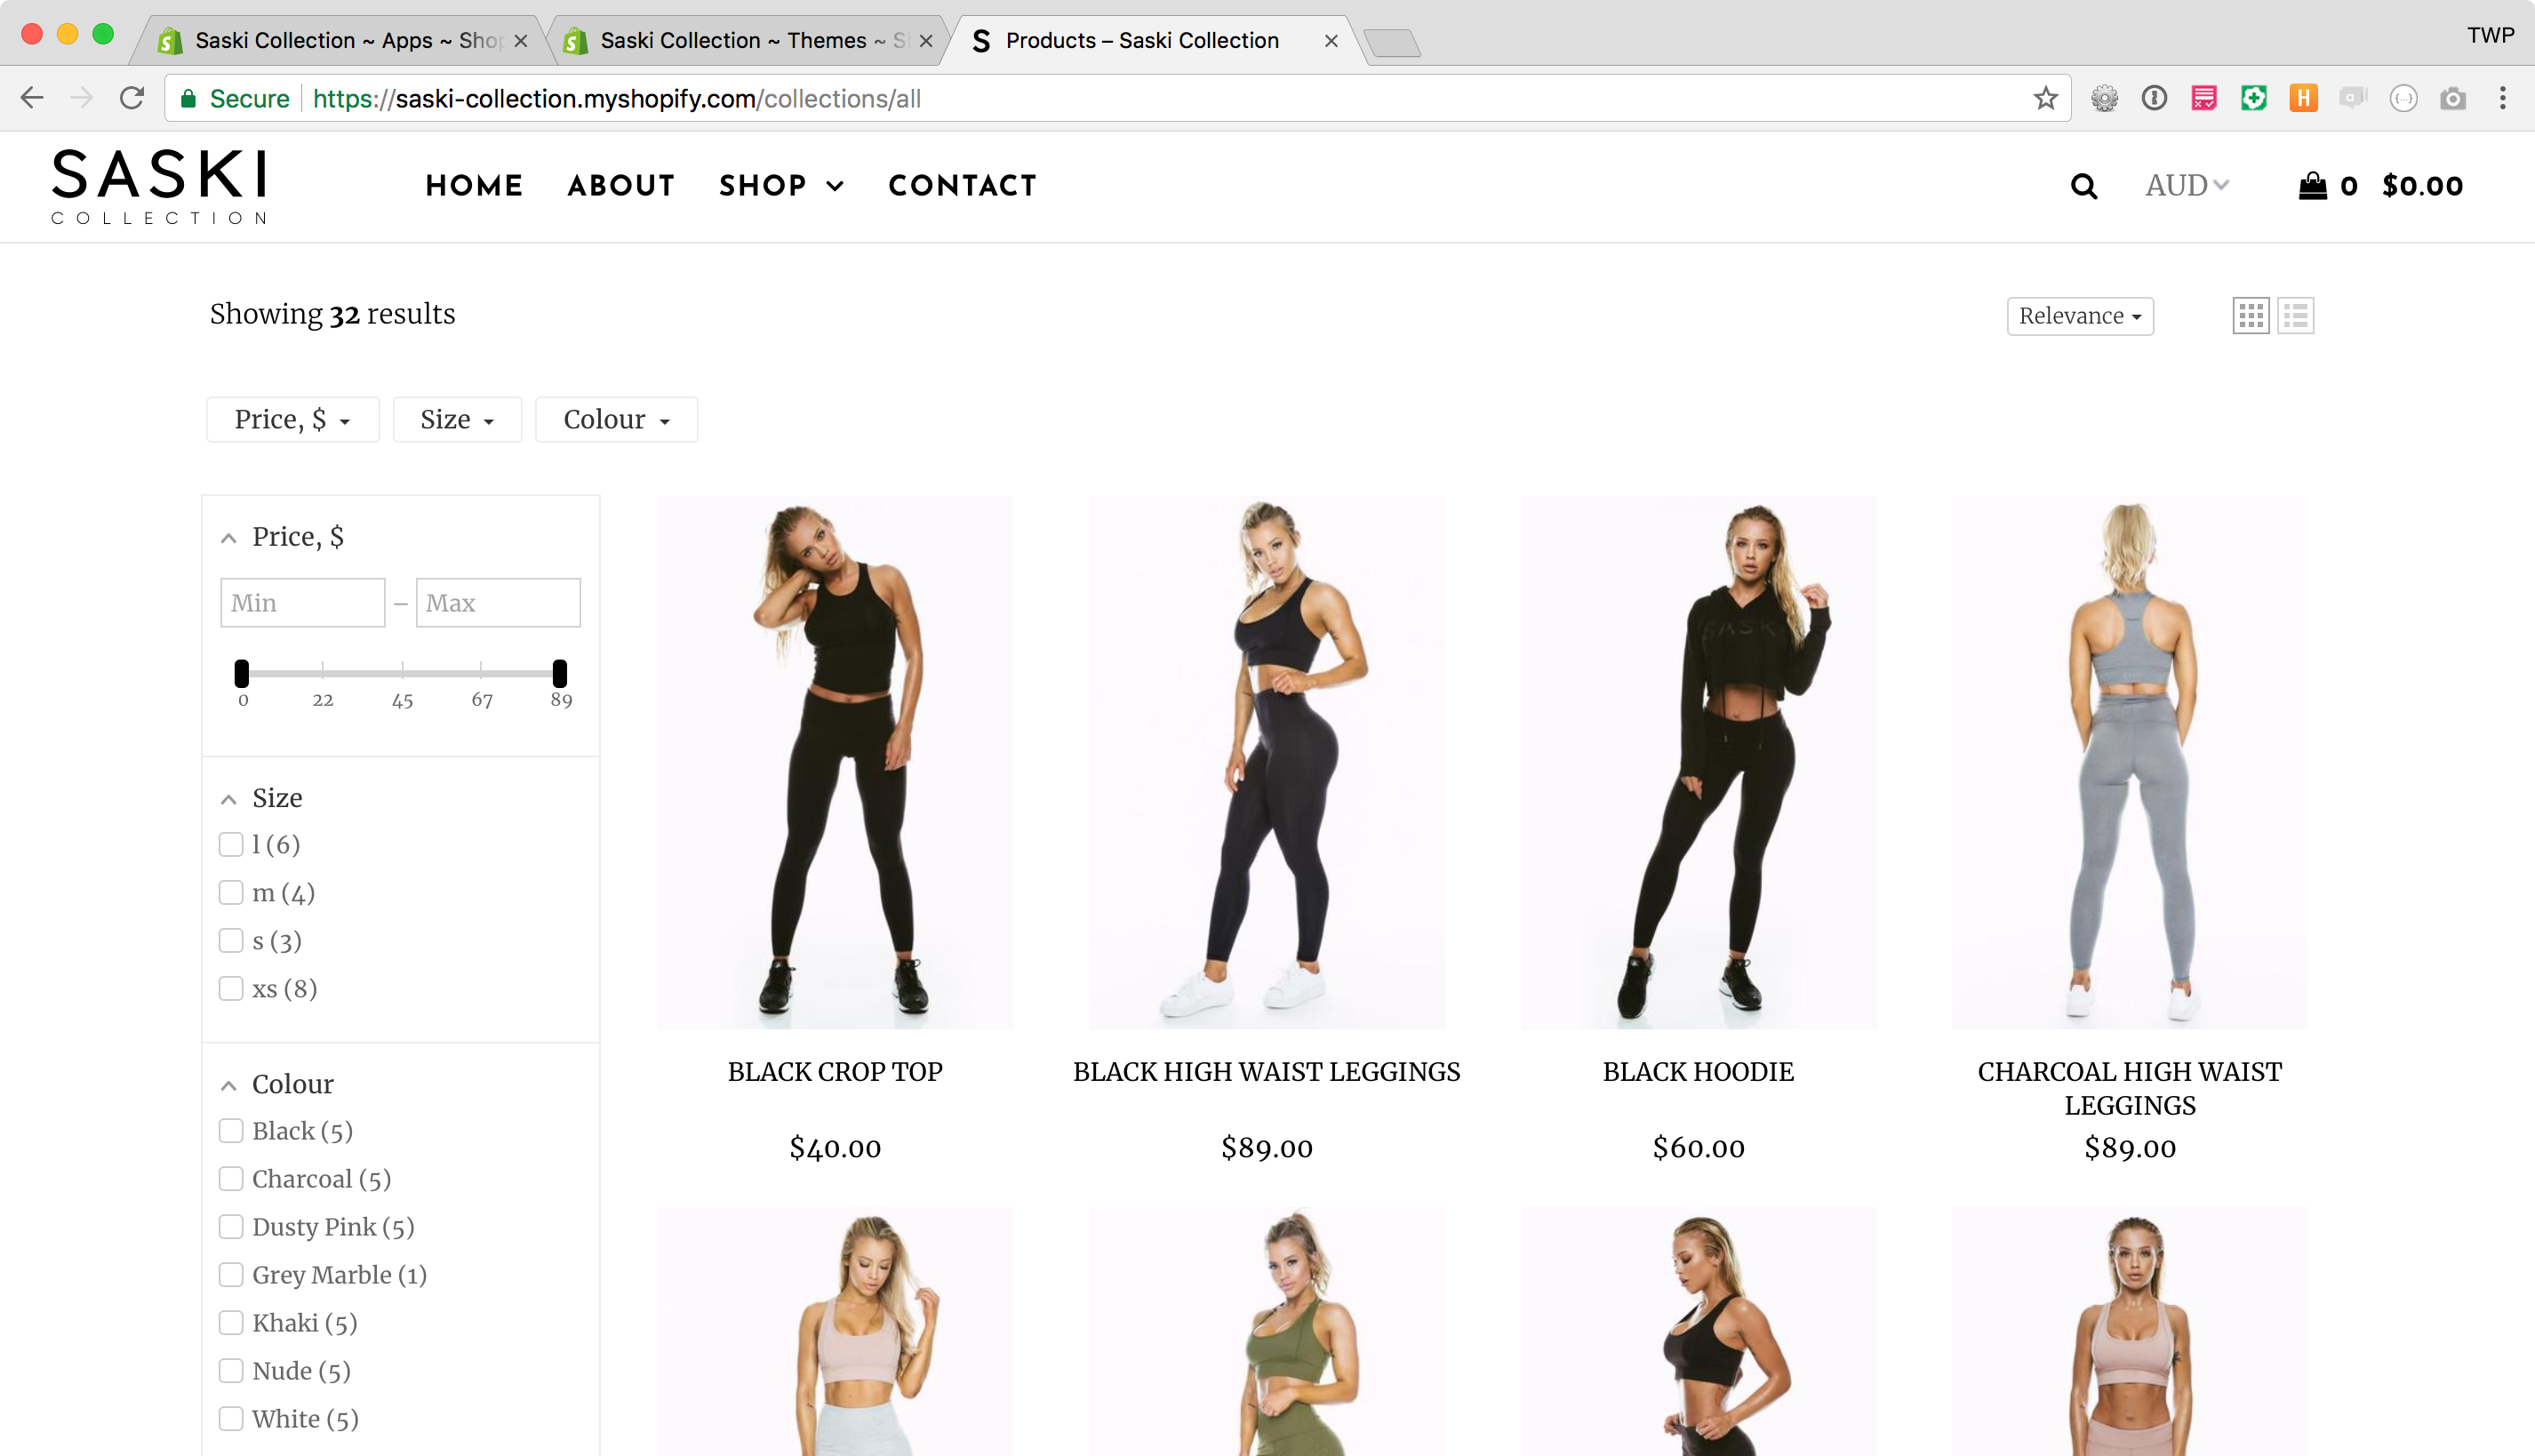 Saski Collection ~ Apps ~ Shop
Saski Collection ~ Themes ~ S
S Products – Saski Collection
TWP
Secure https://saski-collection.myshopify.com/collections/all
SASKI
COLLECTION
HOME ABOUT SHOP CONTACT
AUD 0 $0.00
Showing 32 results
Relevance
Price, $ Size Colour
Price, $
Min – Max
0 22 45 67 89
Size
l (6)
m (4)
s (3)
xs (8)
Colour
Black (5)
Charcoal (5)
Dusty Pink (5)
Grey Marble (1)
Khaki (5)
Nude (5)
White (5)
SASK
BLACK CROP TOP
$40.00
BLACK HIGH WAIST LEGGINGS
$89.00
BLACK HOODIE
$60.00
CHARCOAL HIGH WAIST
LEGGINGS
$89.00